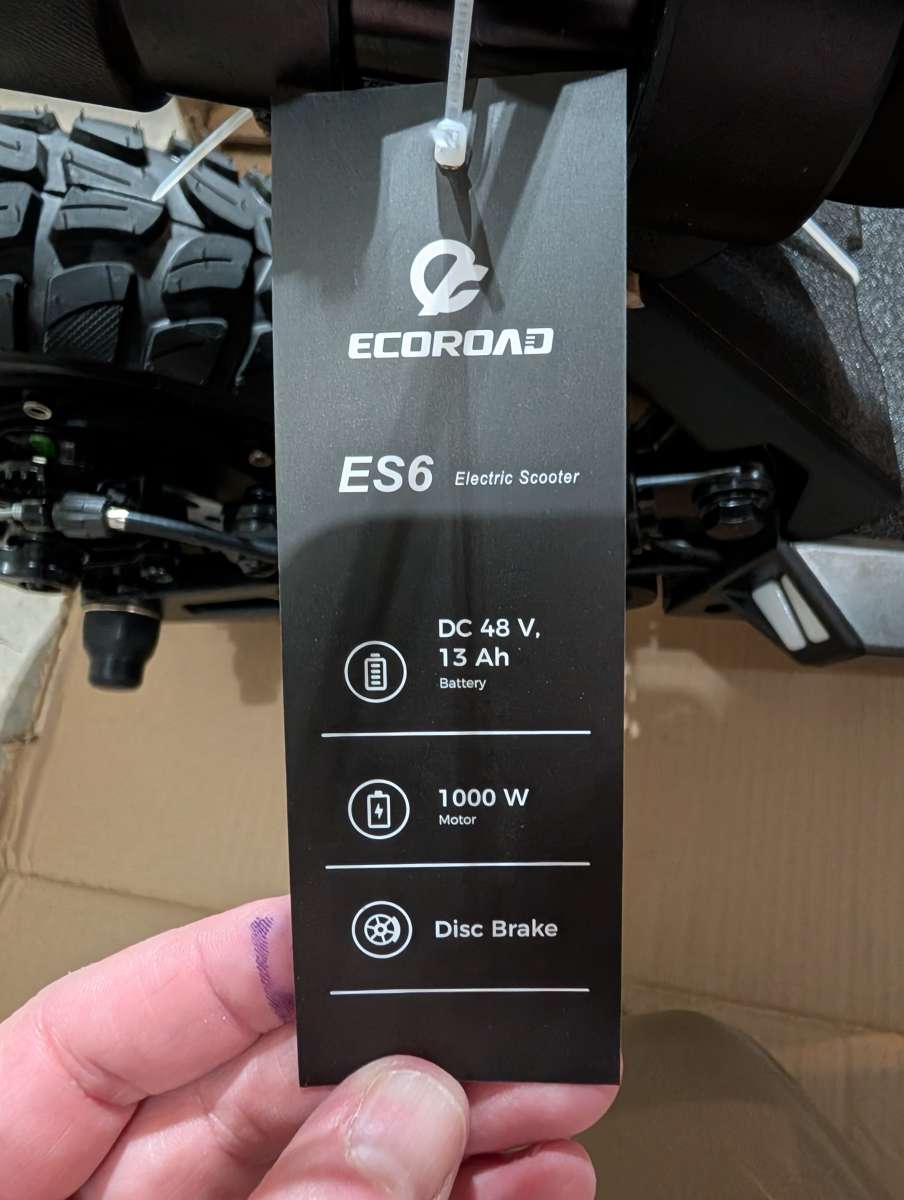 ECOROAD
ES6 Electric Scooter
DC 48 V,
13 Ah
Battery
1000 W
Motor
Disc Brake